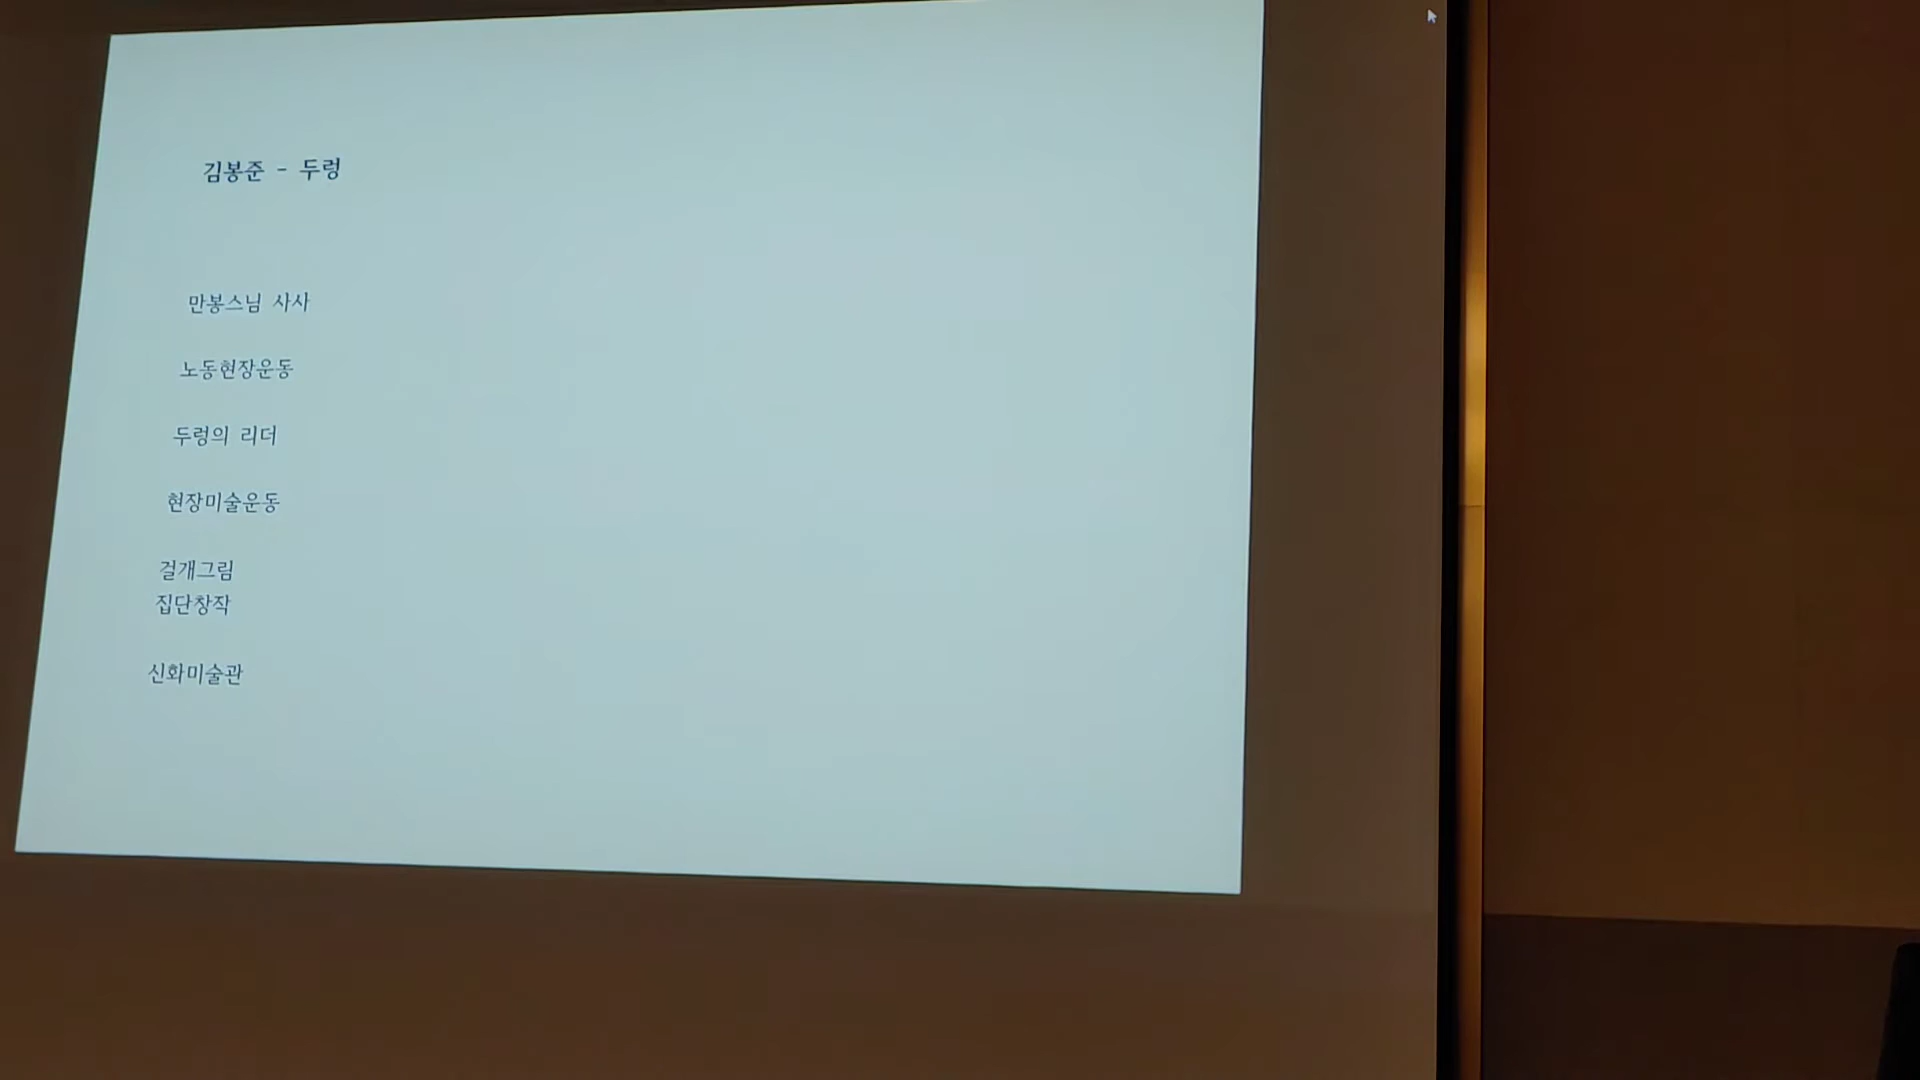 김봉준 - 두렁
만봉스님 사사
노동현장운동
두렁의 리더
현장미술운동
걸개그림
집단창작
신화미술관